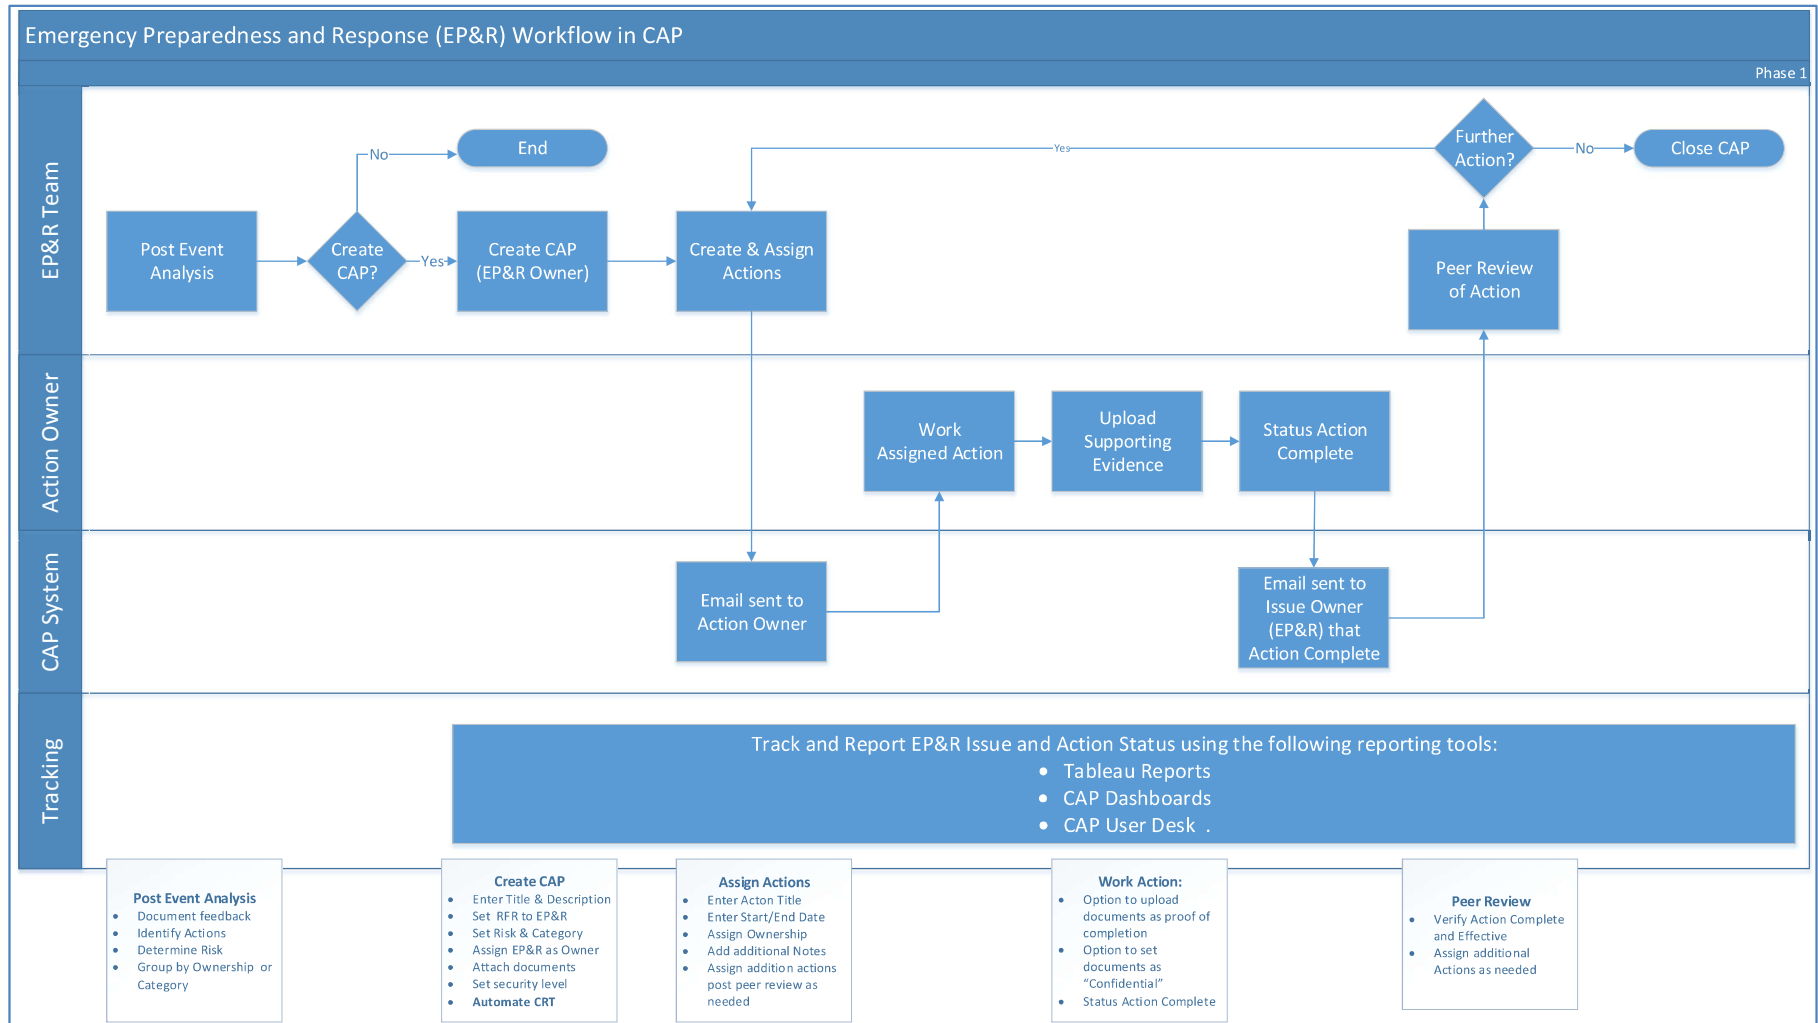 Emergency Preparedness and Response (EP&R) Workflow in CAP
Phase 1
EP&R Team
Post Event
Analysis
Create
CAP?
No
End
Yes
Create CAP
(EP&R Owner)
Create & Assign
Actions
Yes
Further
Action?
No
Close CAP
Peer Review
of Action
Action Owner
Work
Assigned Action
Upload
Supporting
Evidence
Status Action
Complete
CAP System
Email sent to
Action Owner
Email sent to
Issue Owner
(EP&R) that
Action Complete
Tracking
Track and Report EP&R Issue and Action Status using the following reporting tools:
• Tableau Reports
• CAP Dashboards
• CAP User Desk .
Post Event Analysis
• Document feedback
• Identify Actions
• Determine Risk
• Group by Ownership or
Category
Create CAP
• Enter Title & Description
• Set RFR to EP&R
• Set Risk & Category
• Assign EP&R as Owner
• Attach documents
• Set security level
• Automate CRT
Assign Actions
• Enter Acton Title
• Enter Start/End Date
• Assign Ownership
• Add additional Notes
• Assign addition actions
post peer review as
needed
Work Action:
• Option to upload
documents as proof of
completion
• Option to set
documents as
“Confidential”
• Status Action Complete
Peer Review
• Verify Action Complete
and Effective
• Assign additional
Actions as needed